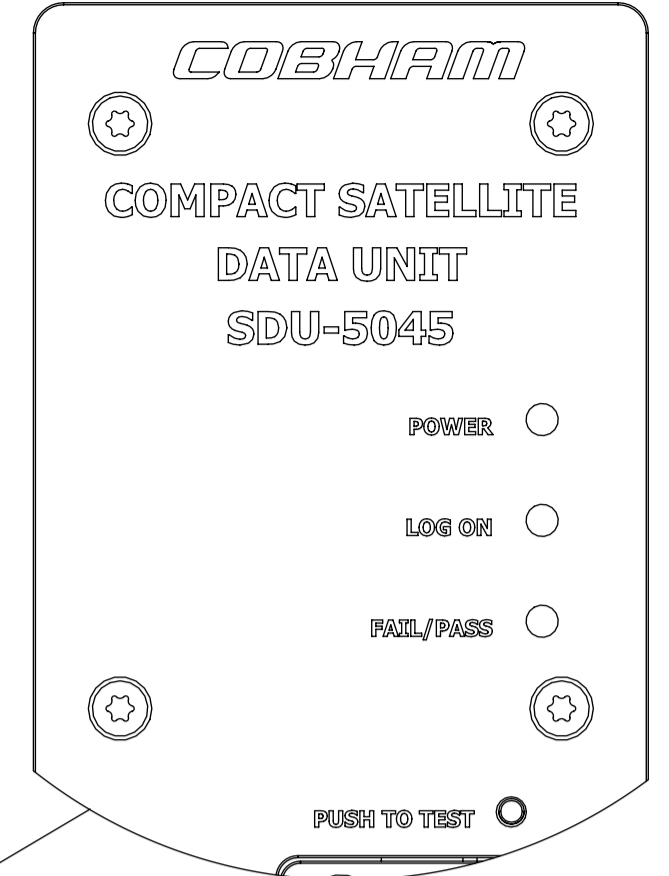 COBHAM
COMPACT SATELLITE
DATA UNIT
SDU-5045
POWER
LOG ON
FAIL/PASS
PUSH TO TEST